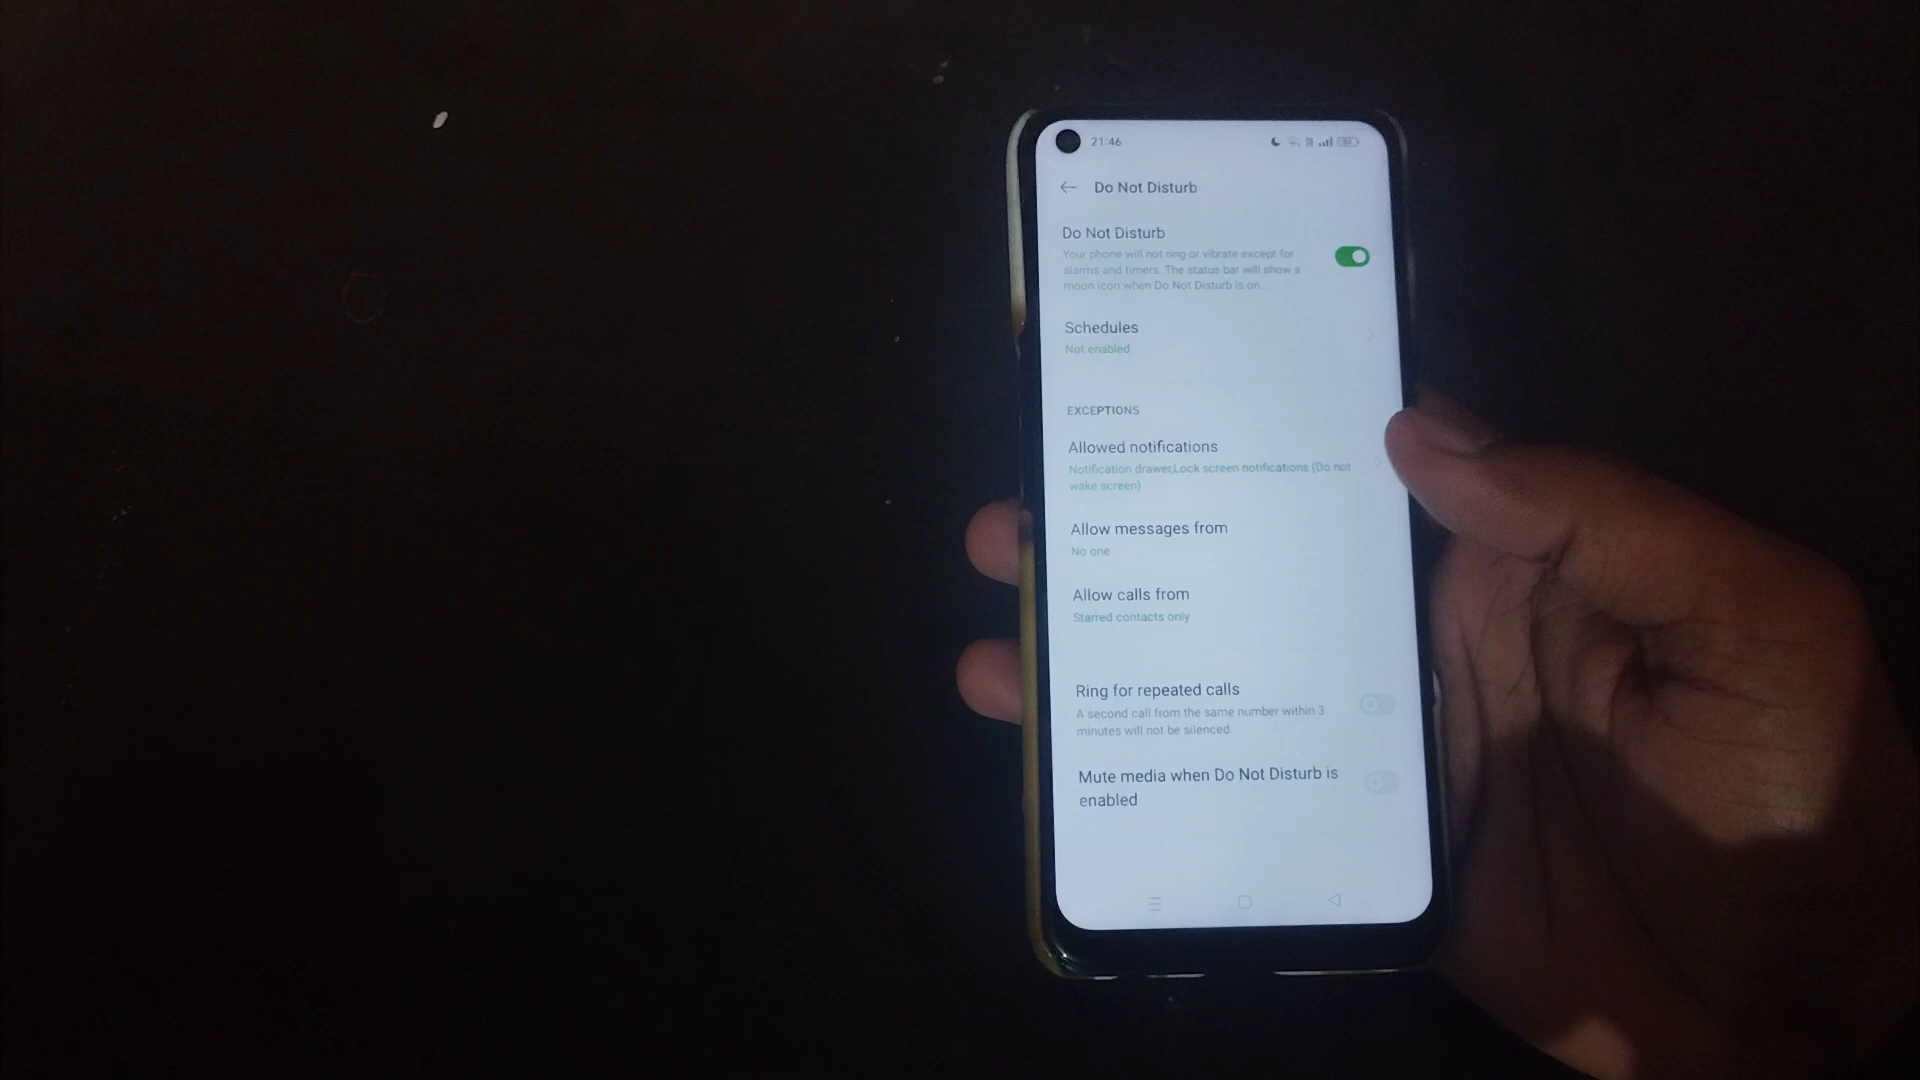 21:46
Do Not Disturb
Do Not Disturb
Your phone will not ring or vibrate except for
alarms and timers. The status bar will show a
moon icon when Do Not Disturb is on.
Schedules
Not enabled
EXCEPTIONS
Allowed notifications
Notification drawer,Lock screen notifications (Do not
wake screen)
Allow messages from
No one
Allow calls from
Starred contacts only
Ring for repeated calls
A second call from the same number within 3
minutes will not be silenced.
Mute media when Do Not Disturb is
enabled